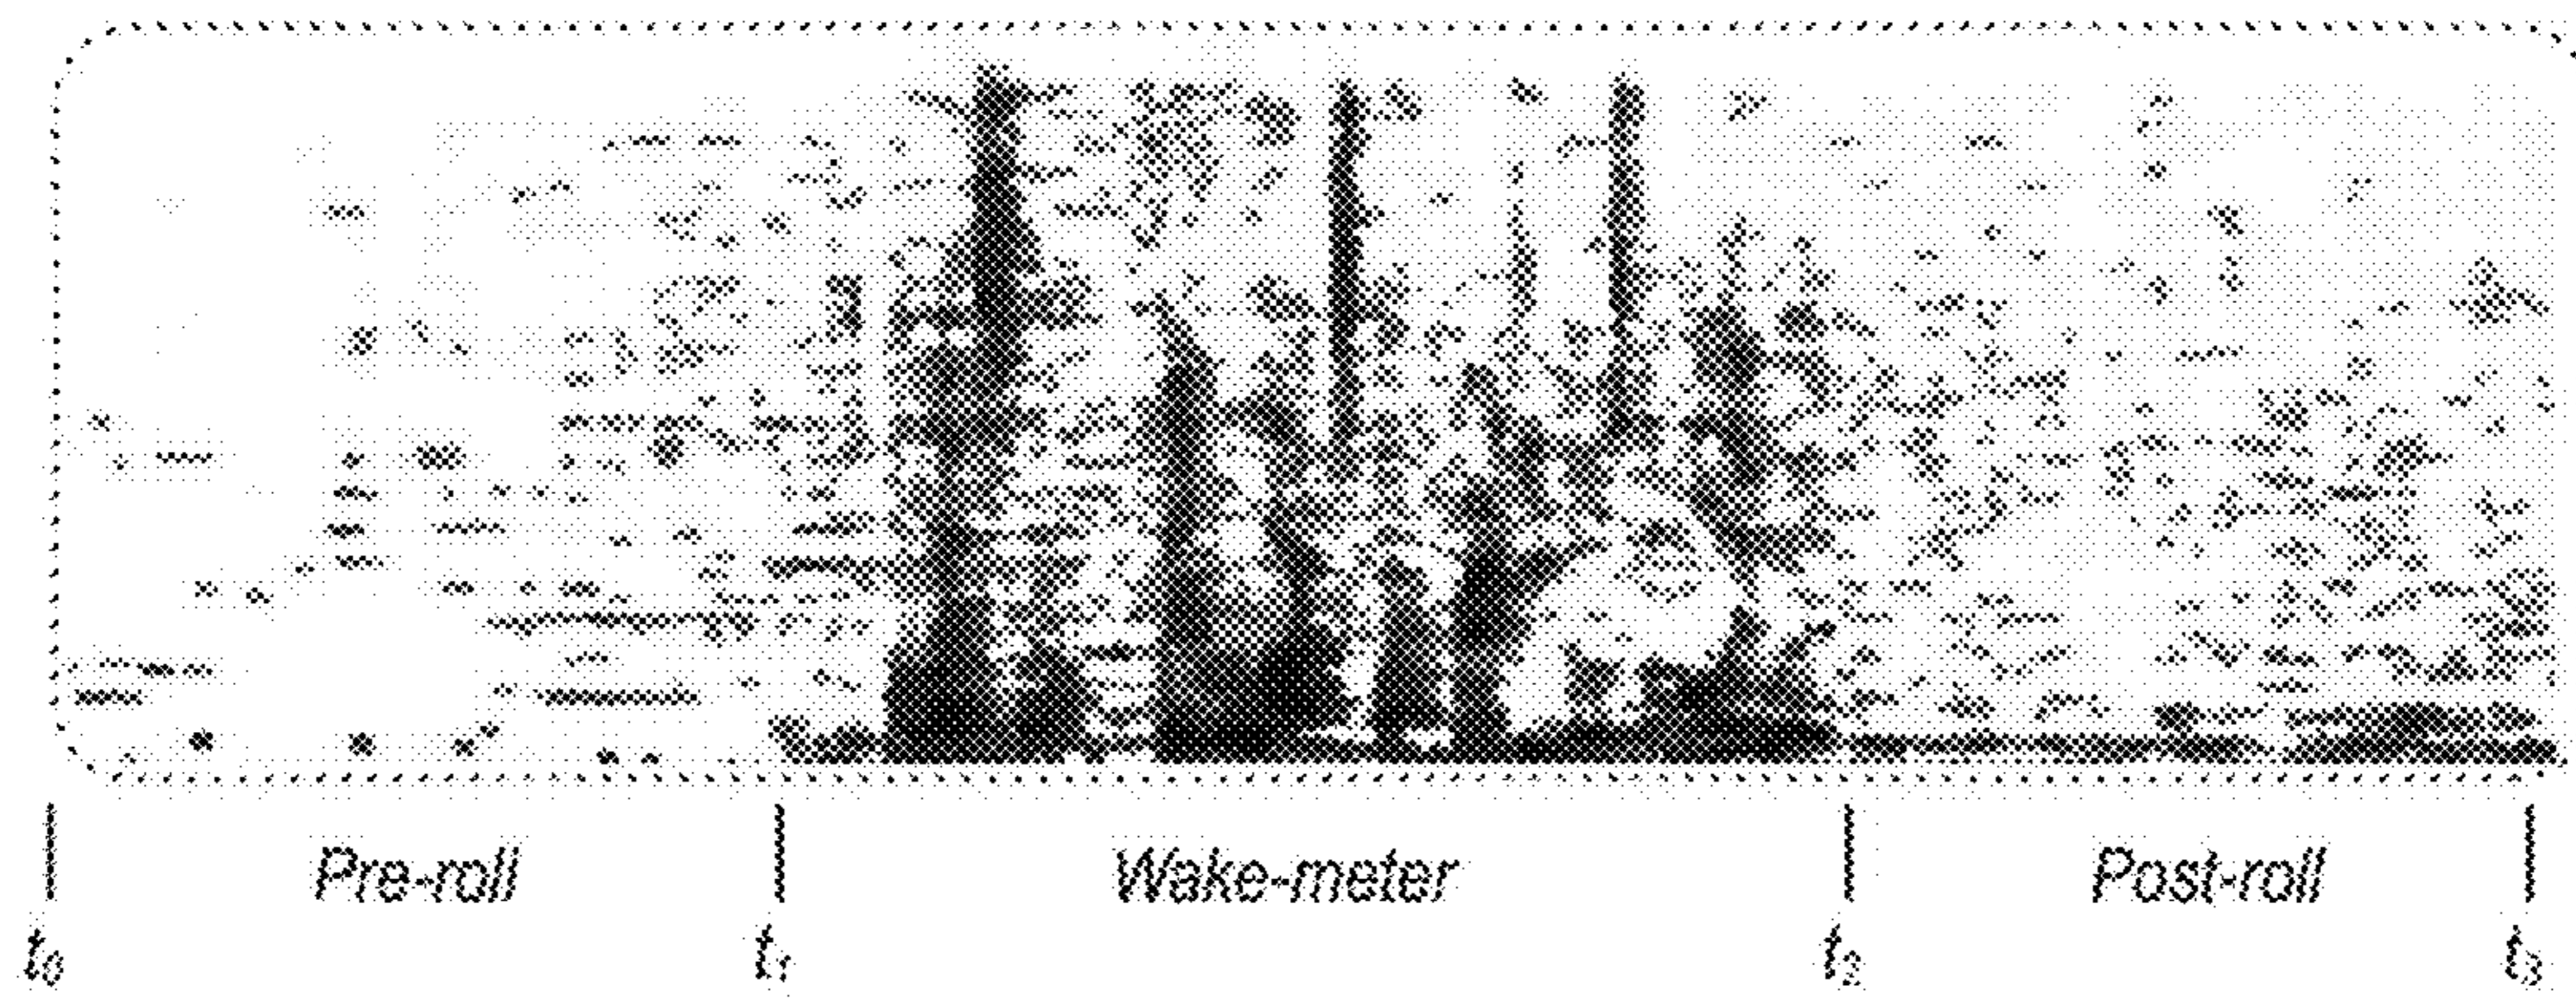 Pre-roll Wake-meter Post-roll
t₀ t₁ t₂ t₃